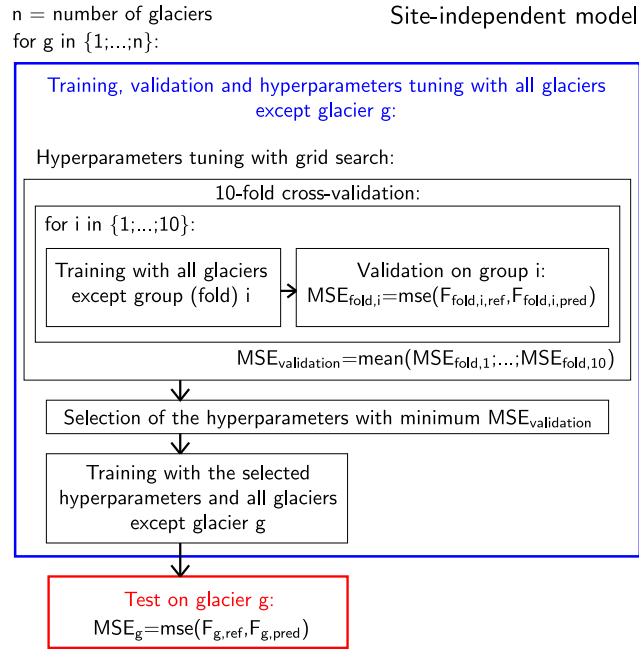 n = number of glaciers
Site-independent model
for g in {1;...;n}:
Training, validation and hyperparameters tuning with all glaciers
except glacier g:
Hyperparameters tuning with grid search:
10-fold cross-validation:
for i in {1;...;10}:
Training with all glaciers
except group (fold) i
Validation on group i:
MSE_fold,i=mse(F_fold,i,ref,F_fold,i,pred)
MSE_validation=mean(MSE_fold,1;...;MSE_fold,10)
Selection of the hyperparameters with minimum MSE_validation
Training with the selected
hyperparameters and all glaciers
except glacier g
Test on glacier g:
MSE_g=mse(F_g,ref,F_g,pred)